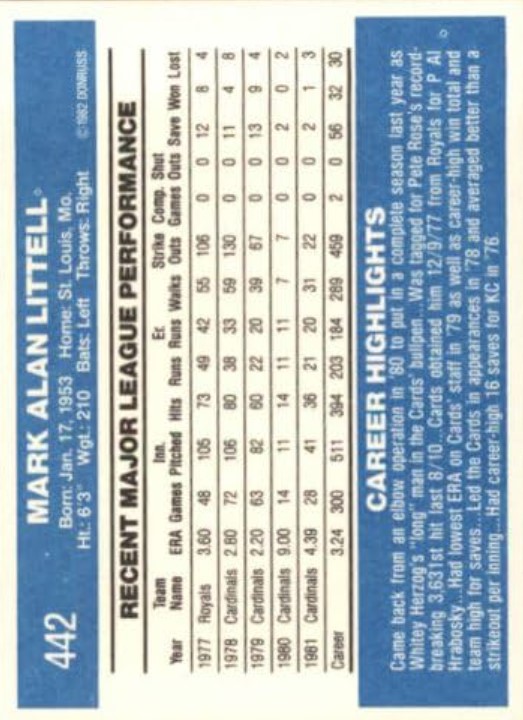 442
MARK ALAN LITTELL
Born: Jan. 17, 1953 Home: St. Louis, Mo.
Ht.: 6'3" Wgt.: 210 Bats: Left Throws: Right ©1982 DONRUSS
RECENT MAJOR LEAGUE PERFORMANCE
Year Team Name ERA Games Inn. Pitched Hits Runs Er. Runs Walks Strike Outs Comp. Games Shut Outs Save Won Lost
1977 Royals 3.60 48 105 73 49 42 55 106 0 0 12 8 4
1978 Cardinals 2.80 72 106 80 38 33 59 130 0 0 11 4 8
1979 Cardinals 2.20 63 82 60 22 20 39 67 0 0 13 9 4
1980 Cardinals 9.00 14 11 14 11 11 7 7 0 0 2 0 2
1981 Cardinals 4.39 28 41 36 21 20 31 22 0 0 2 1 3
Career 3.24 300 511 394 203 184 289 459 2 0 56 32 30
CAREER HIGHLIGHTS
Came back from an elbow operation in '80 to put in a complete season last year as
Whitey Herzog's "long" man in the Cards' bullpen...Was tagged for Pete Rose's record-
breaking 3,631st hit last 8/10...Cards obtained him 12/9/77 from Royals for P Al
Hrabosky...Had lowest ERA on Cards' staff in '79 as well as career-high win total and
team high for saves...Led the Cards in appearances in '78 and averaged better than a
strikeout per inning...Had career-high 16 saves for KC in '76.